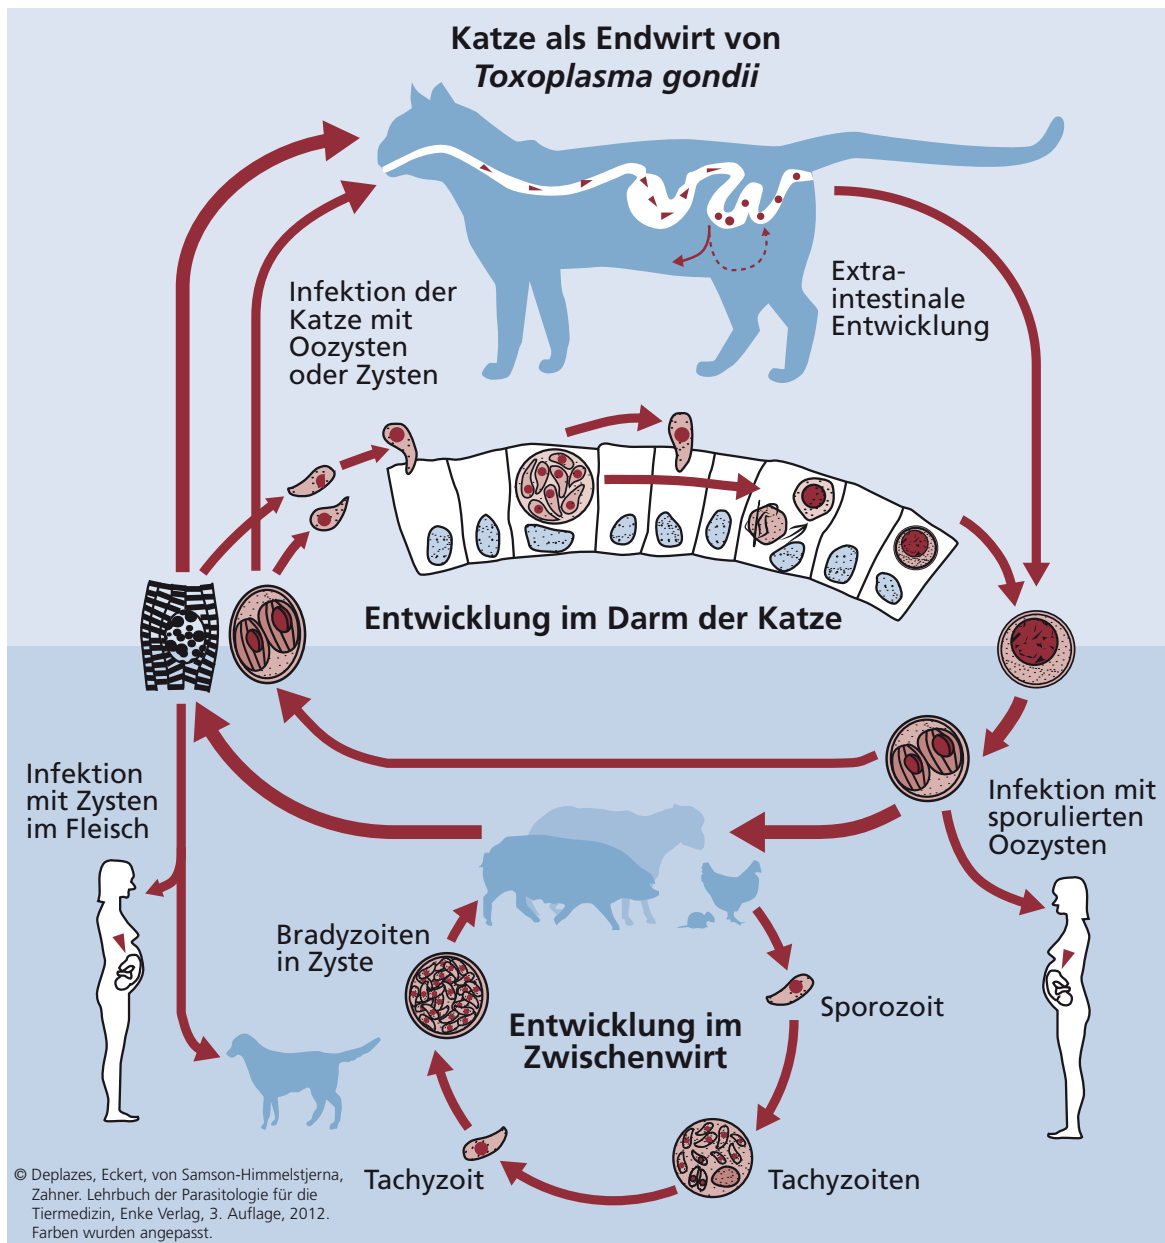 Katze als Endwirt von
Toxoplasma gondii
Infektion der
Katze mit
Oozysten
oder Zysten
Extra-
intestinale
Entwicklung
Entwicklung im Darm der Katze
Infektion
mit Zysten
im Fleisch
Infektion mit
sporulierten
Oozysten
Bradyzoiten
in Zyste
Entwicklung im
Zwischenwirt
Sporozoit
Tachyzoit
Tachyzoiten
© Deplazes, Eckert, von Samson-Himmelstjerna,
Zahner. Lehrbuch der Parasitologie für die
Tiermedizin, Enke Verlag, 3. Auflage, 2012.
Farben wurden angepasst.